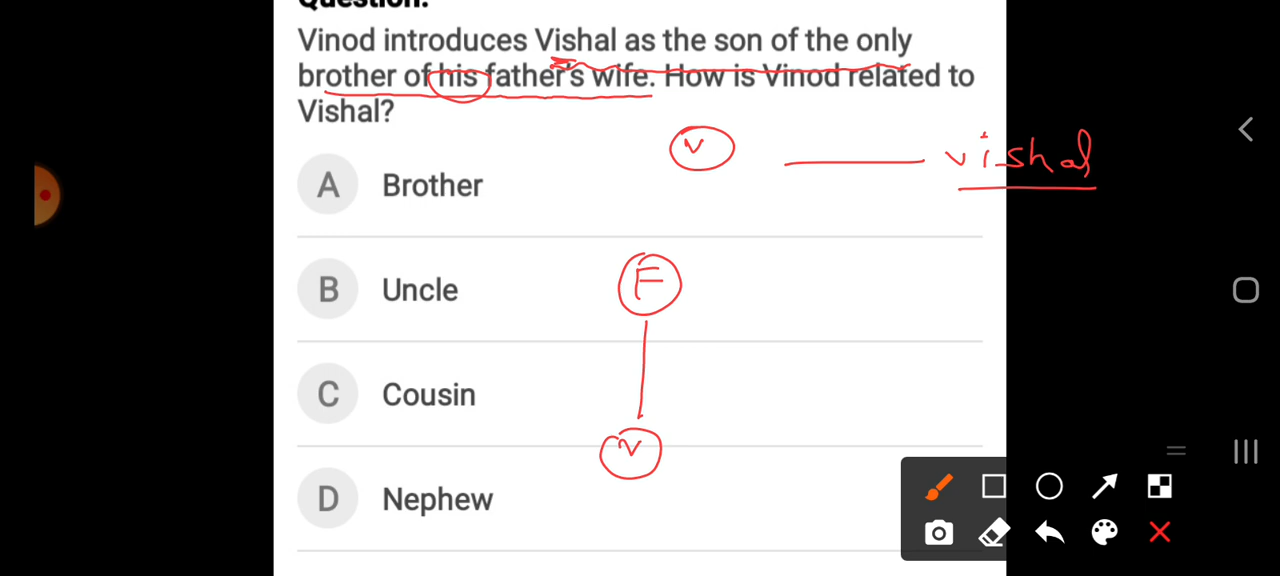 Question:
Vinod introduces Vishal as the son of the only
brother of his father's wife. How is Vinod related to
Vishal?
V vishal
A Brother
F
B Uncle
C Cousin
V
D Nephew